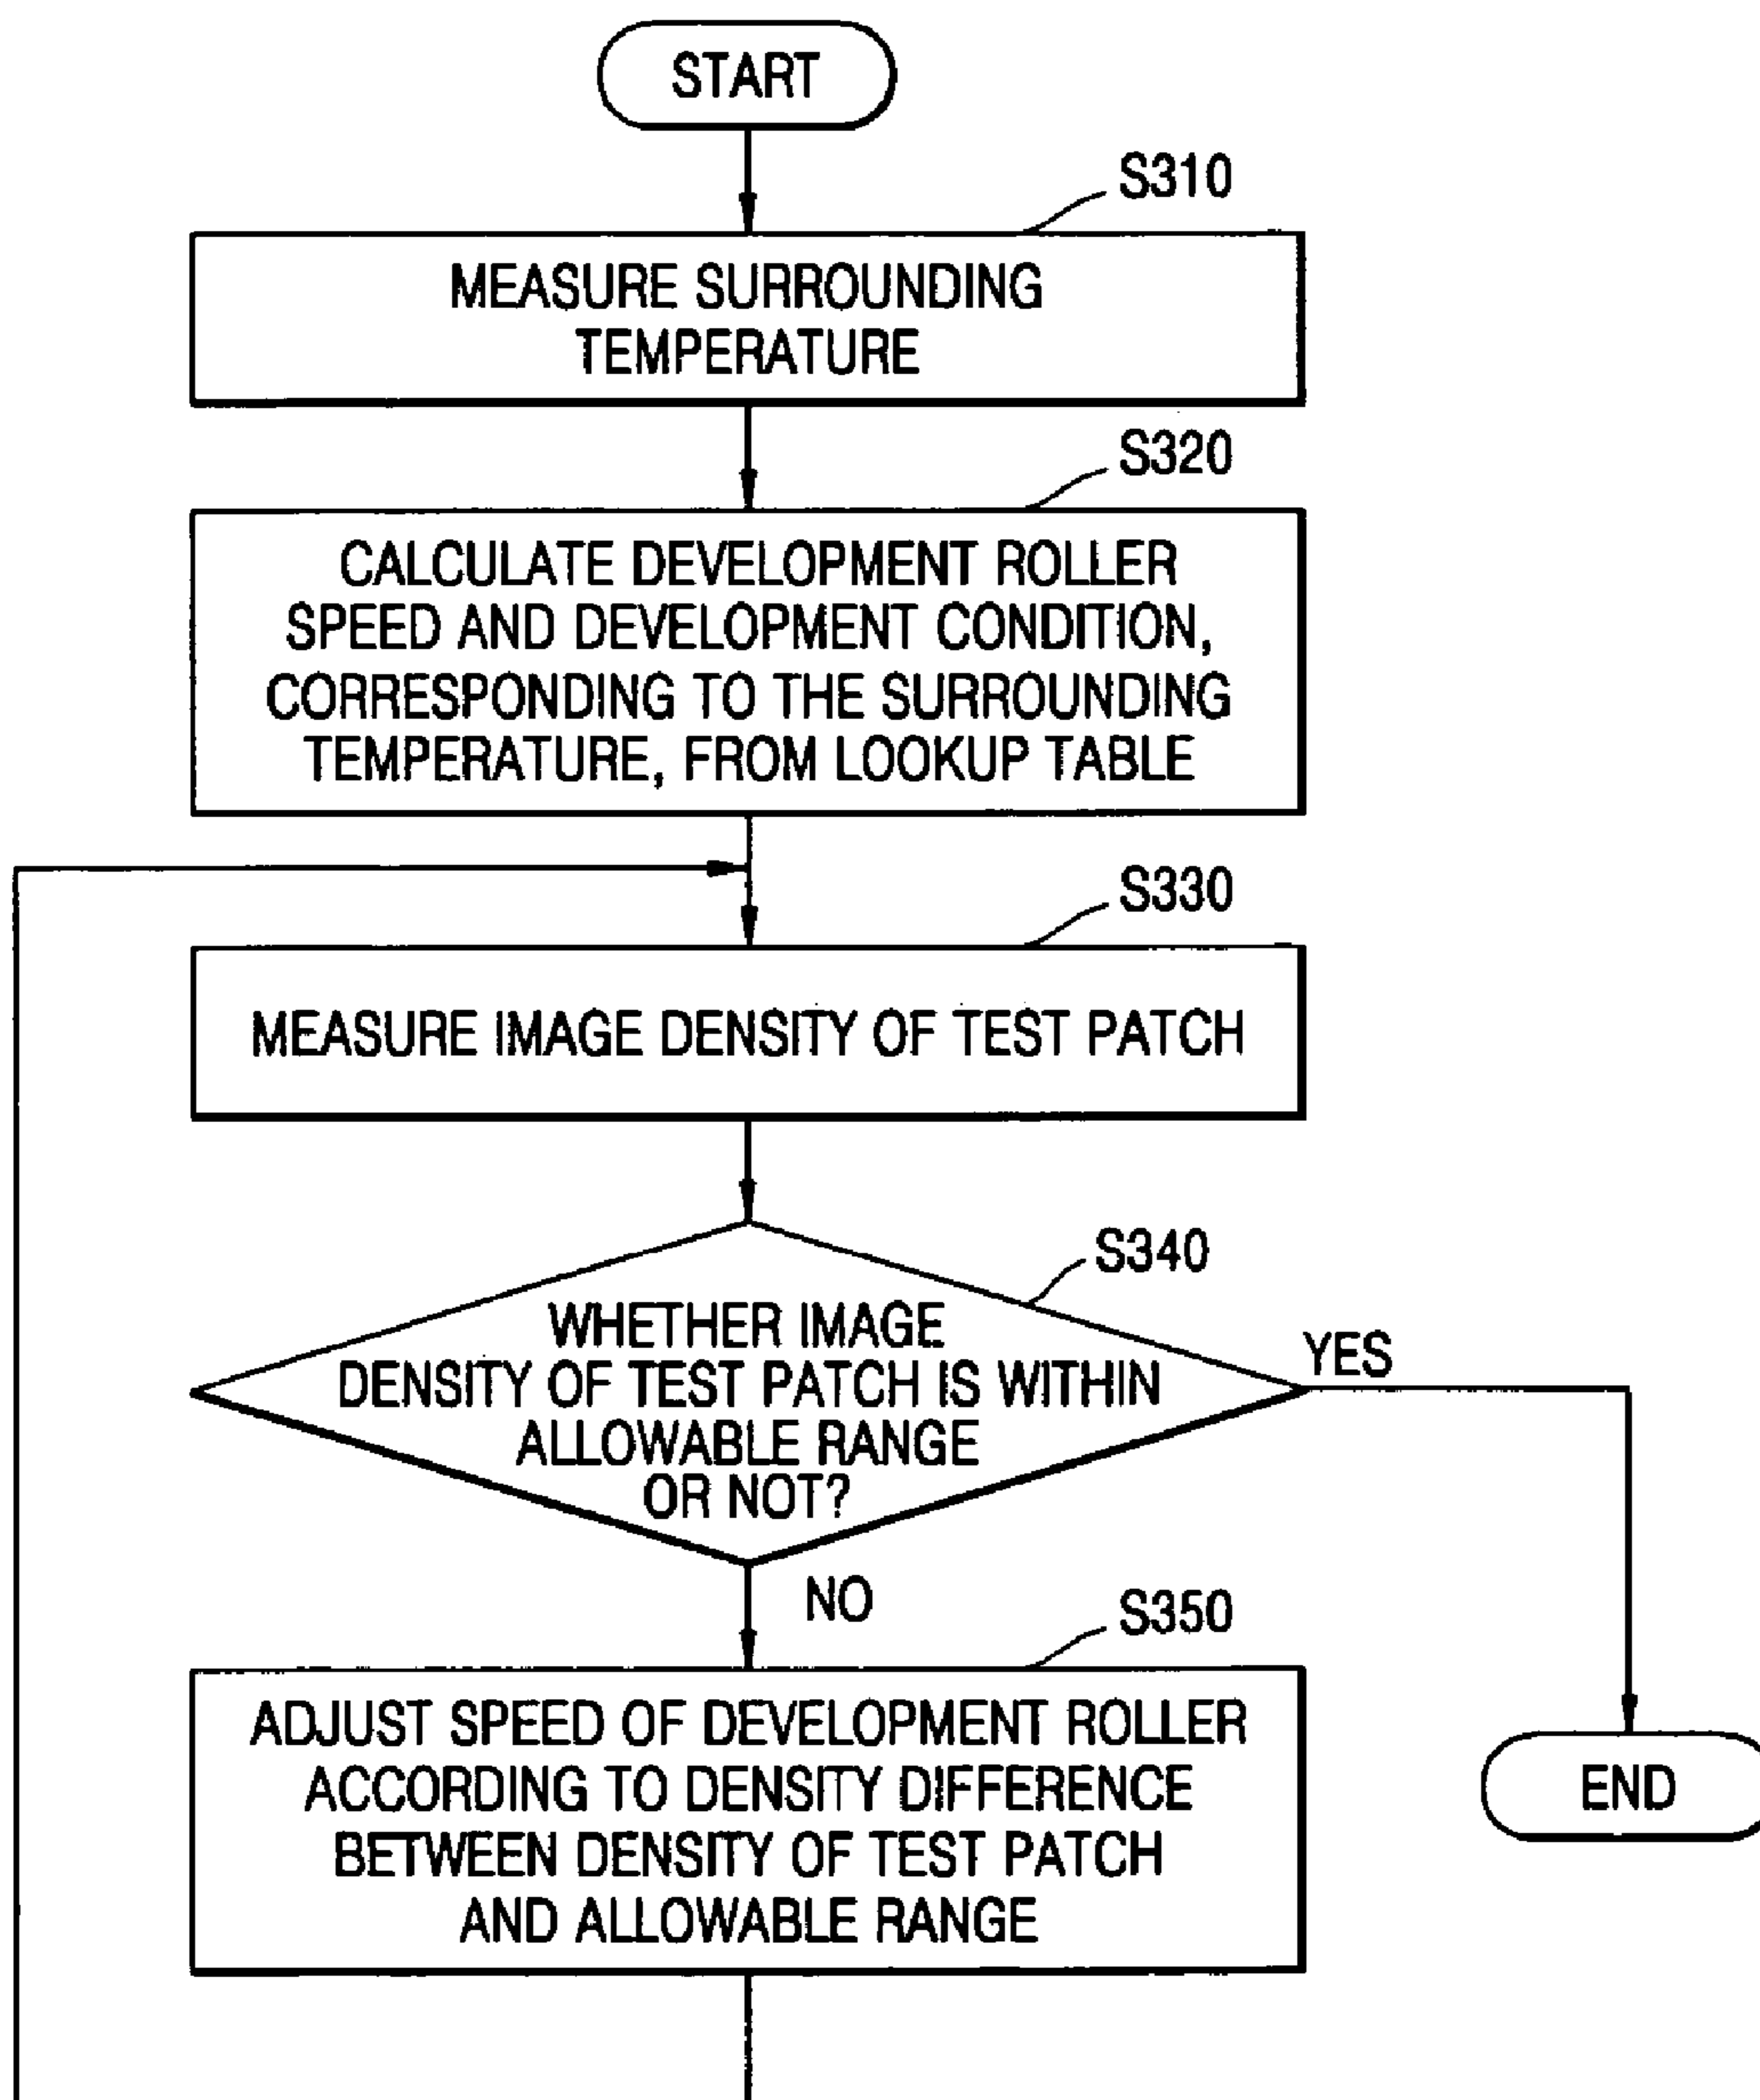 START
S310
MEASURE SURROUNDING
TEMPERATURE
S320
CALCULATE DEVELOPMENT ROLLER
SPEED AND DEVELOPMENT CONDITION,
CORRESPONDING TO THE SURROUNDING
TEMPERATURE, FROM LOOKUP TABLE
S330
MEASURE IMAGE DENSITY OF TEST PATCH
S340
WHETHER IMAGE
DENSITY OF TEST PATCH IS WITHIN
ALLOWABLE RANGE
OR NOT?
YES
NO
S350
ADJUST SPEED OF DEVELOPMENT ROLLER
ACCORDING TO DENSITY DIFFERENCE
BETWEEN DENSITY OF TEST PATCH
AND ALLOWABLE RANGE
END